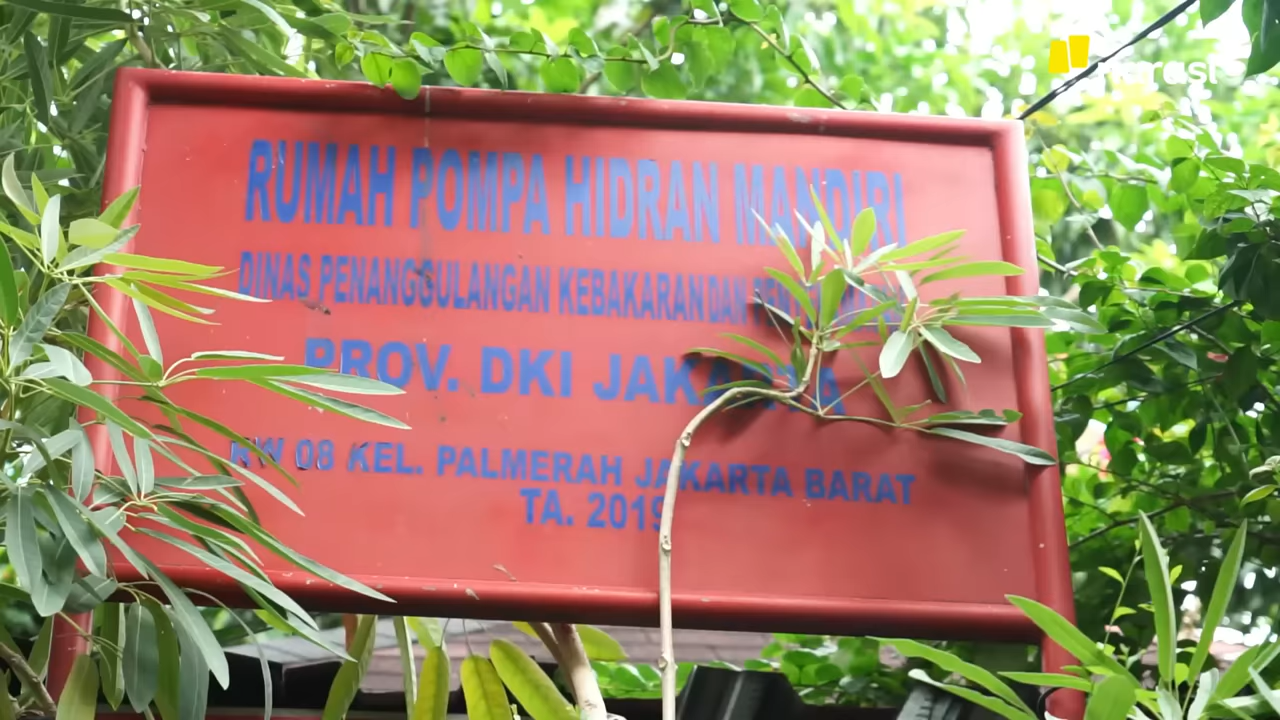 narasi
RUMAH POMPA HIDRAN MANDIRI
DINAS PENANGGULANGAN KEBAKARAN DAN
PROV. DKI JAKARTA
RW 08 KEL. PALMERAH JAKARTA BARAT
TA. 2019